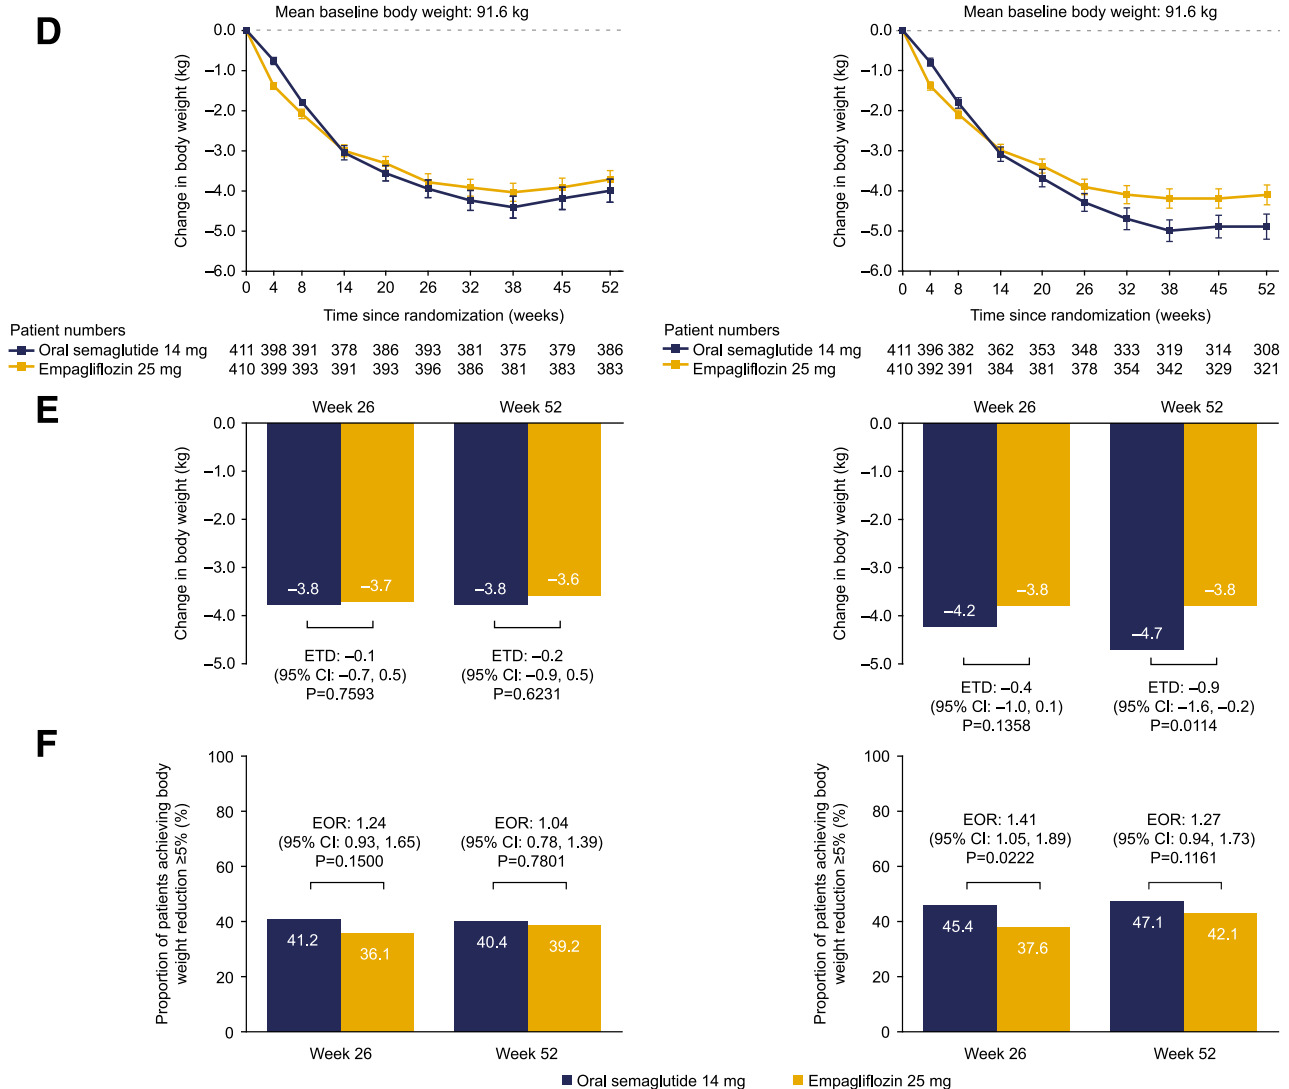 D
Mean baseline body weight: 91.6 kg
Change in body weight (kg)
0.0
–1.0
–2.0
–3.0
–4.0
–5.0
–6.0
0 4 8 14 20 26 32 38 45 52
Time since randomization (weeks)
Patient numbers
Oral semaglutide 14 mg 411 398 391 378 386 393 381 375 379 386
Empagliflozin 25 mg 410 399 393 391 393 396 386 381 383 383
Mean baseline body weight: 91.6 kg
Change in body weight (kg)
0.0
–1.0
–2.0
–3.0
–4.0
–5.0
–6.0
0 4 8 14 20 26 32 38 45 52
Time since randomization (weeks)
Patient numbers
Oral semaglutide 14 mg 411 396 382 362 353 348 333 319 314 308
Empagliflozin 25 mg 410 392 391 384 381 378 354 342 329 321
E
Week 26 Week 52
Change in body weight (kg)
0.0
–1.0
–2.0
–3.0
–4.0
–5.0
–3.8 –3.7 –3.8 –3.6
ETD: –0.1
(95% CI: –0.7, 0.5)
P=0.7593
ETD: –0.2
(95% CI: –0.9, 0.5)
P=0.6231
Week 26 Week 52
Change in body weight (kg)
0.0
–1.0
–2.0
–3.0
–4.0
–5.0
–4.2 –3.8 –4.7 –3.8
ETD: –0.4
(95% CI: –1.0, 0.1)
P=0.1358
ETD: –0.9
(95% CI: –1.6, –0.2)
P=0.0114
F
Proportion of patients achieving body
weight reduction ≥5% (%)
100
80
60
40
20
0
EOR: 1.24
(95% CI: 0.93, 1.65)
P=0.1500
EOR: 1.04
(95% CI: 0.78, 1.39)
P=0.7801
41.2 36.1 40.4 39.2
Week 26 Week 52
Proportion of patients achieving body
weight reduction ≥5% (%)
100
80
60
40
20
0
EOR: 1.41
(95% CI: 1.05, 1.89)
P=0.0222
EOR: 1.27
(95% CI: 0.94, 1.73)
P=0.1161
45.4 37.6 47.1 42.1
Week 26 Week 52
Oral semaglutide 14 mg Empagliflozin 25 mg